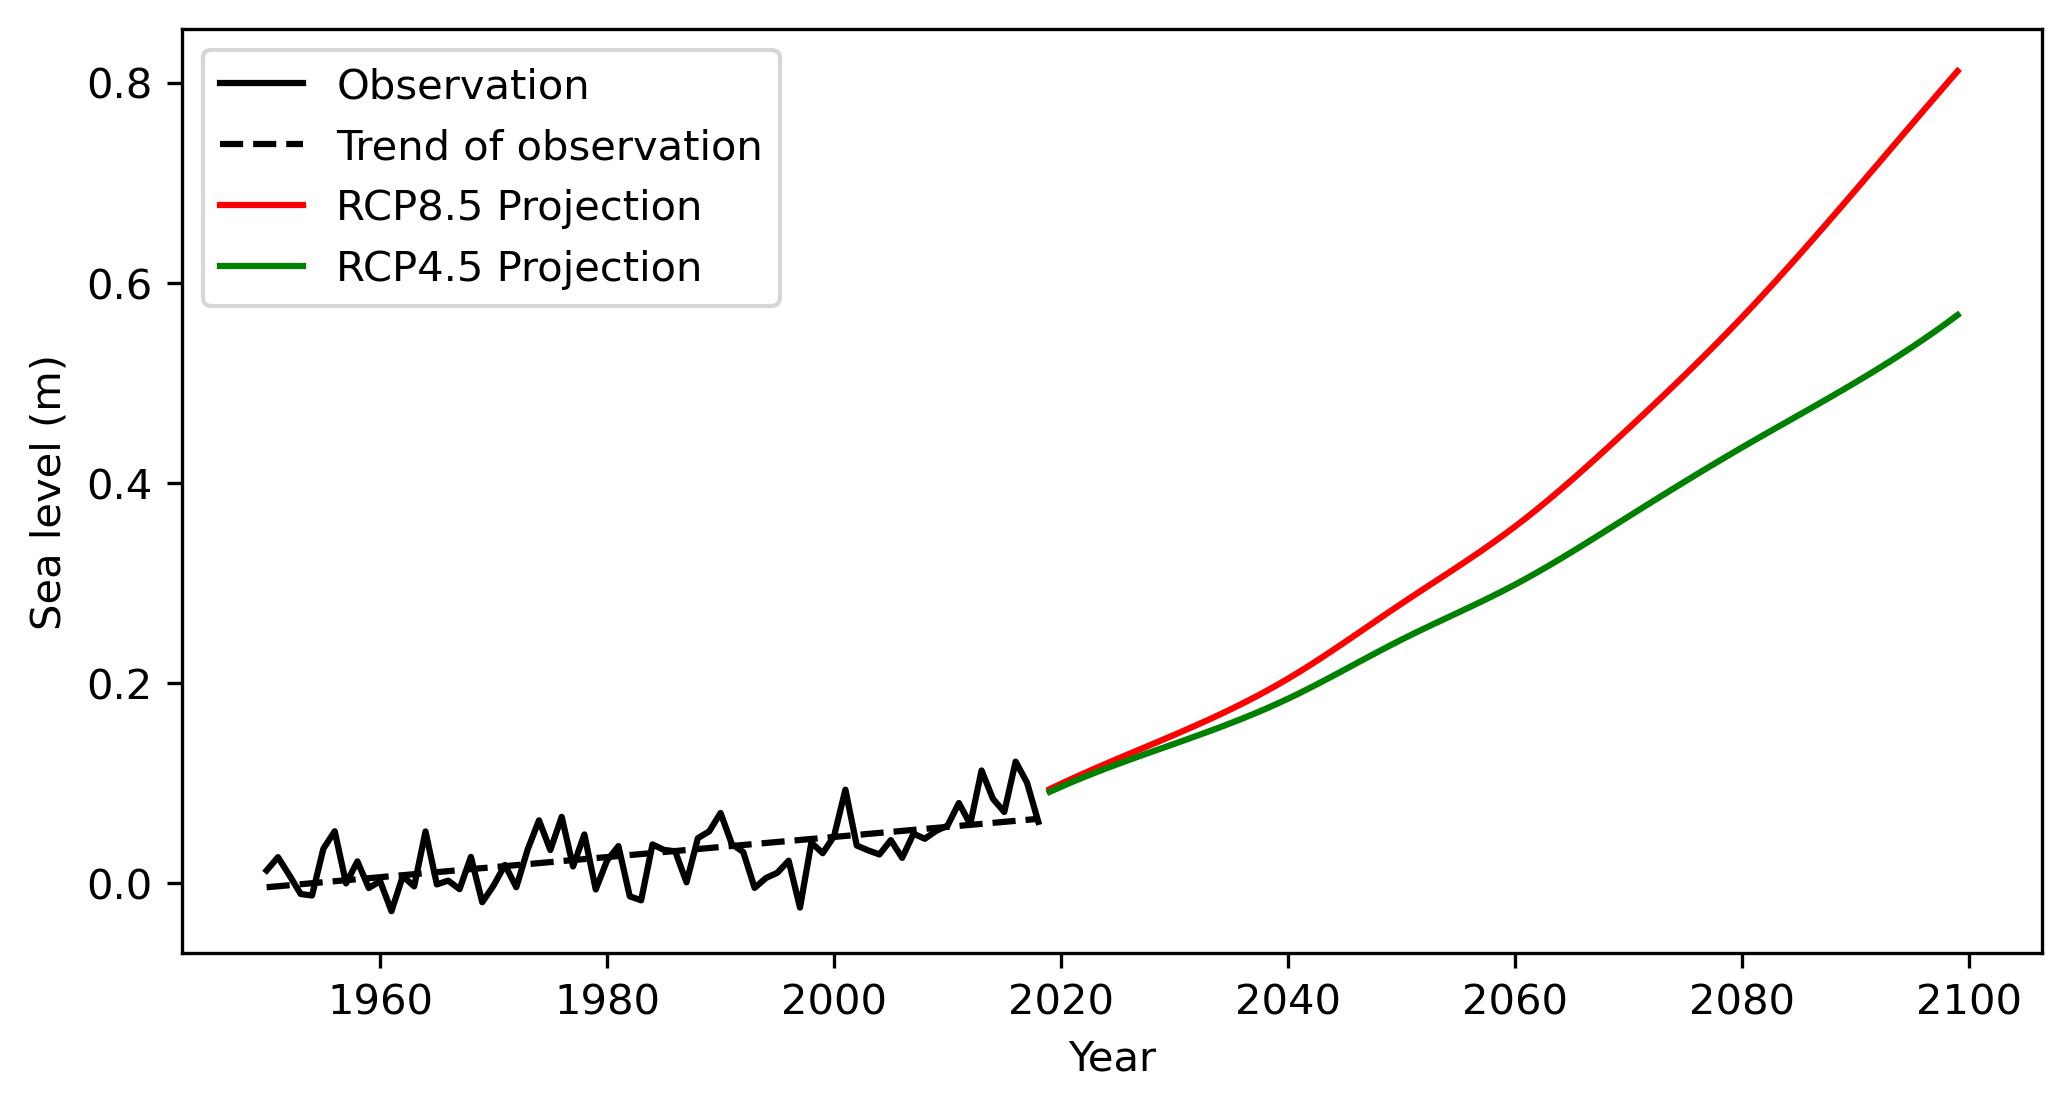 Observation
Trend of observation
RCP8.5 Projection
RCP4.5 Projection
0.8
0.6
0.4
0.2
0.0
Sea level (m)
1960 1980 2000 2020 2040 2060 2080 2100
Year